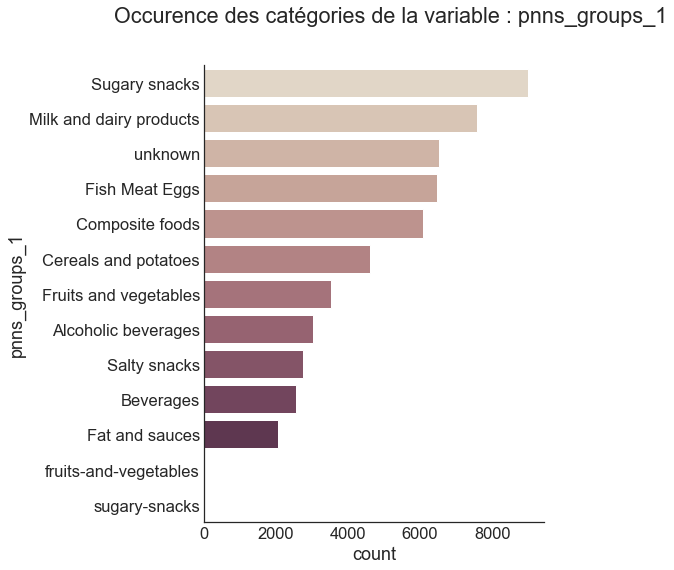 Occurence des catégories de la variable : pnns_groups_1
Sugary snacks
Milk and dairy products
unknown
Fish Meat Eggs
Composite foods
Cereals and potatoes
Fruits and vegetables
Alcoholic beverages
Salty snacks
Beverages
Fat and sauces
fruits-and-vegetables
sugary-snacks
pnns_groups_1
0 2000 4000 6000 8000
count